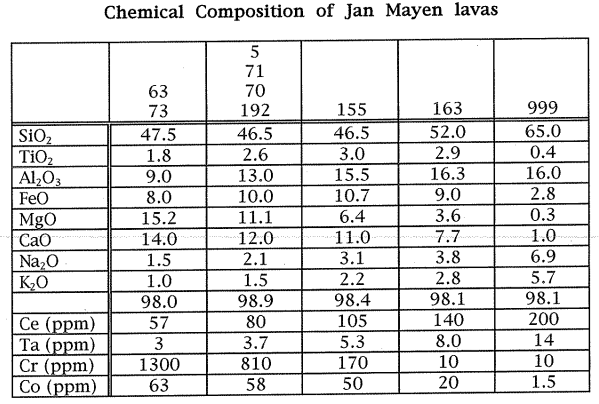 Chemical Composition of Jan Mayen lavas
5
71
63 70
73 192 155 163 999
SiO₂ 47.5 46.5 46.5 52.0 65.0
TiO₂ 1.8 2.6 3.0 2.9 0.4
Al₂O₃ 9.0 13.0 15.5 16.3 16.0
FeO 8.0 10.0 10.7 9.0 2.8
MgO 15.2 11.1 6.4 3.6 0.3
CaO 14.0 12.0 11.0 7.7 1.0
Na₂O 1.5 2.1 3.1 3.8 6.9
K₂O 1.0 1.5 2.2 2.8 5.7
98.0 98.9 98.4 98.1 98.1
Ce (ppm) 57 80 105 140 200
Ta (ppm) 3 3.7 5.3 8.0 14
Cr (ppm) 1300 810 170 10 10
Co (ppm) 63 58 50 20 1.5